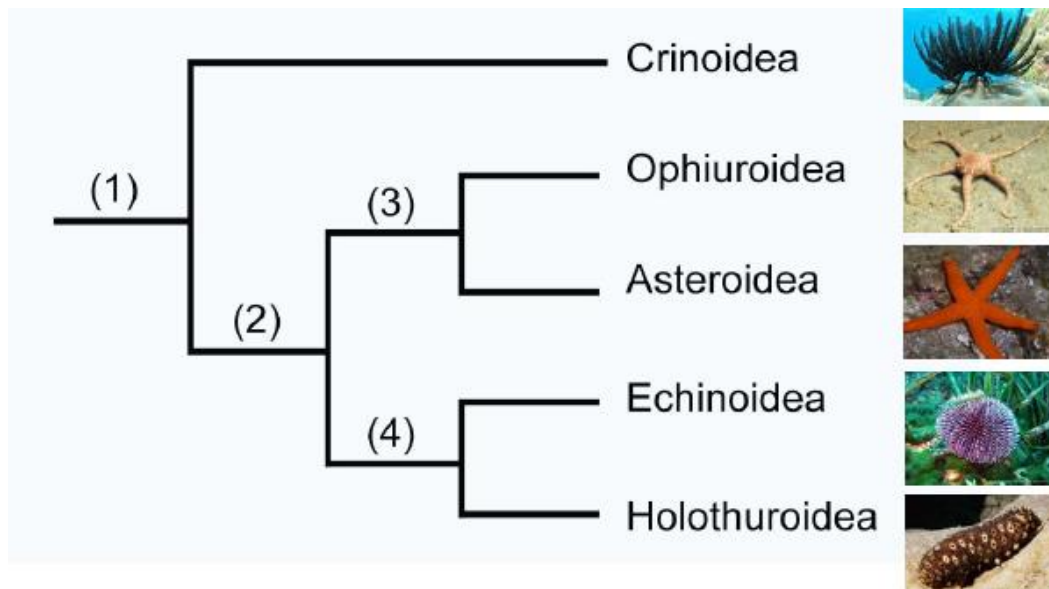 Crinoidea
(1)
Ophiuroidea
(3)
Asteroidea
(2)
Echinoidea
(4)
Holothuroidea